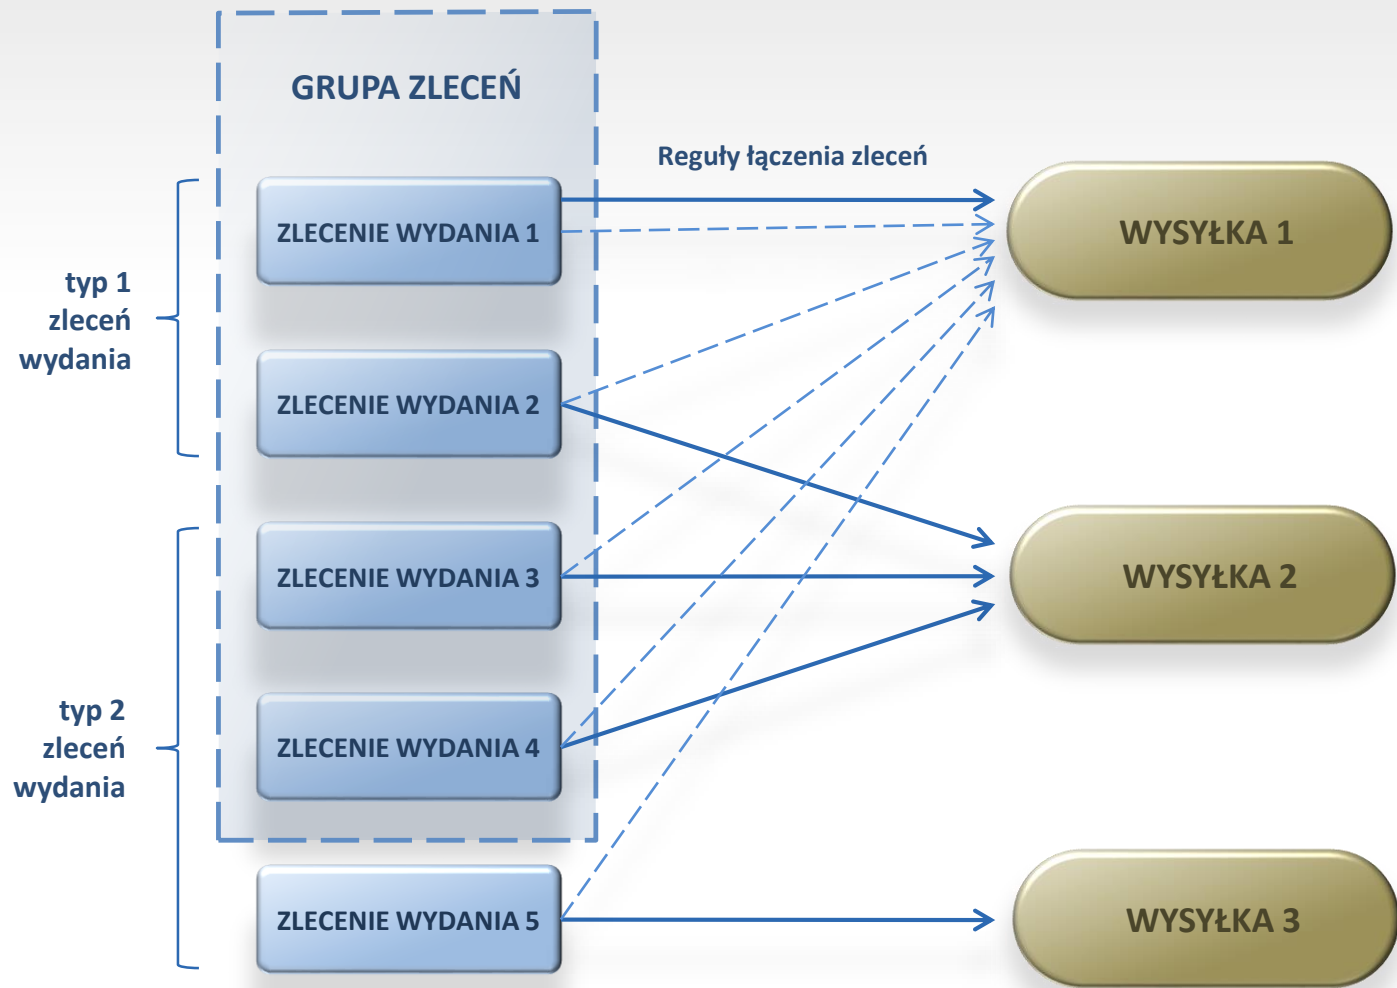 GRUPA ZLECEŃ
Reguły łączenia zleceń
ZLECENIE WYDANIA 1
WYSYŁKA 1
typ 1
zleceń
wydania
ZLECENIE WYDANIA 2
ZLECENIE WYDANIA 3
WYSYŁKA 2
typ 2
zleceń
wydania
ZLECENIE WYDANIA 4
ZLECENIE WYDANIA 5
WYSYŁKA 3